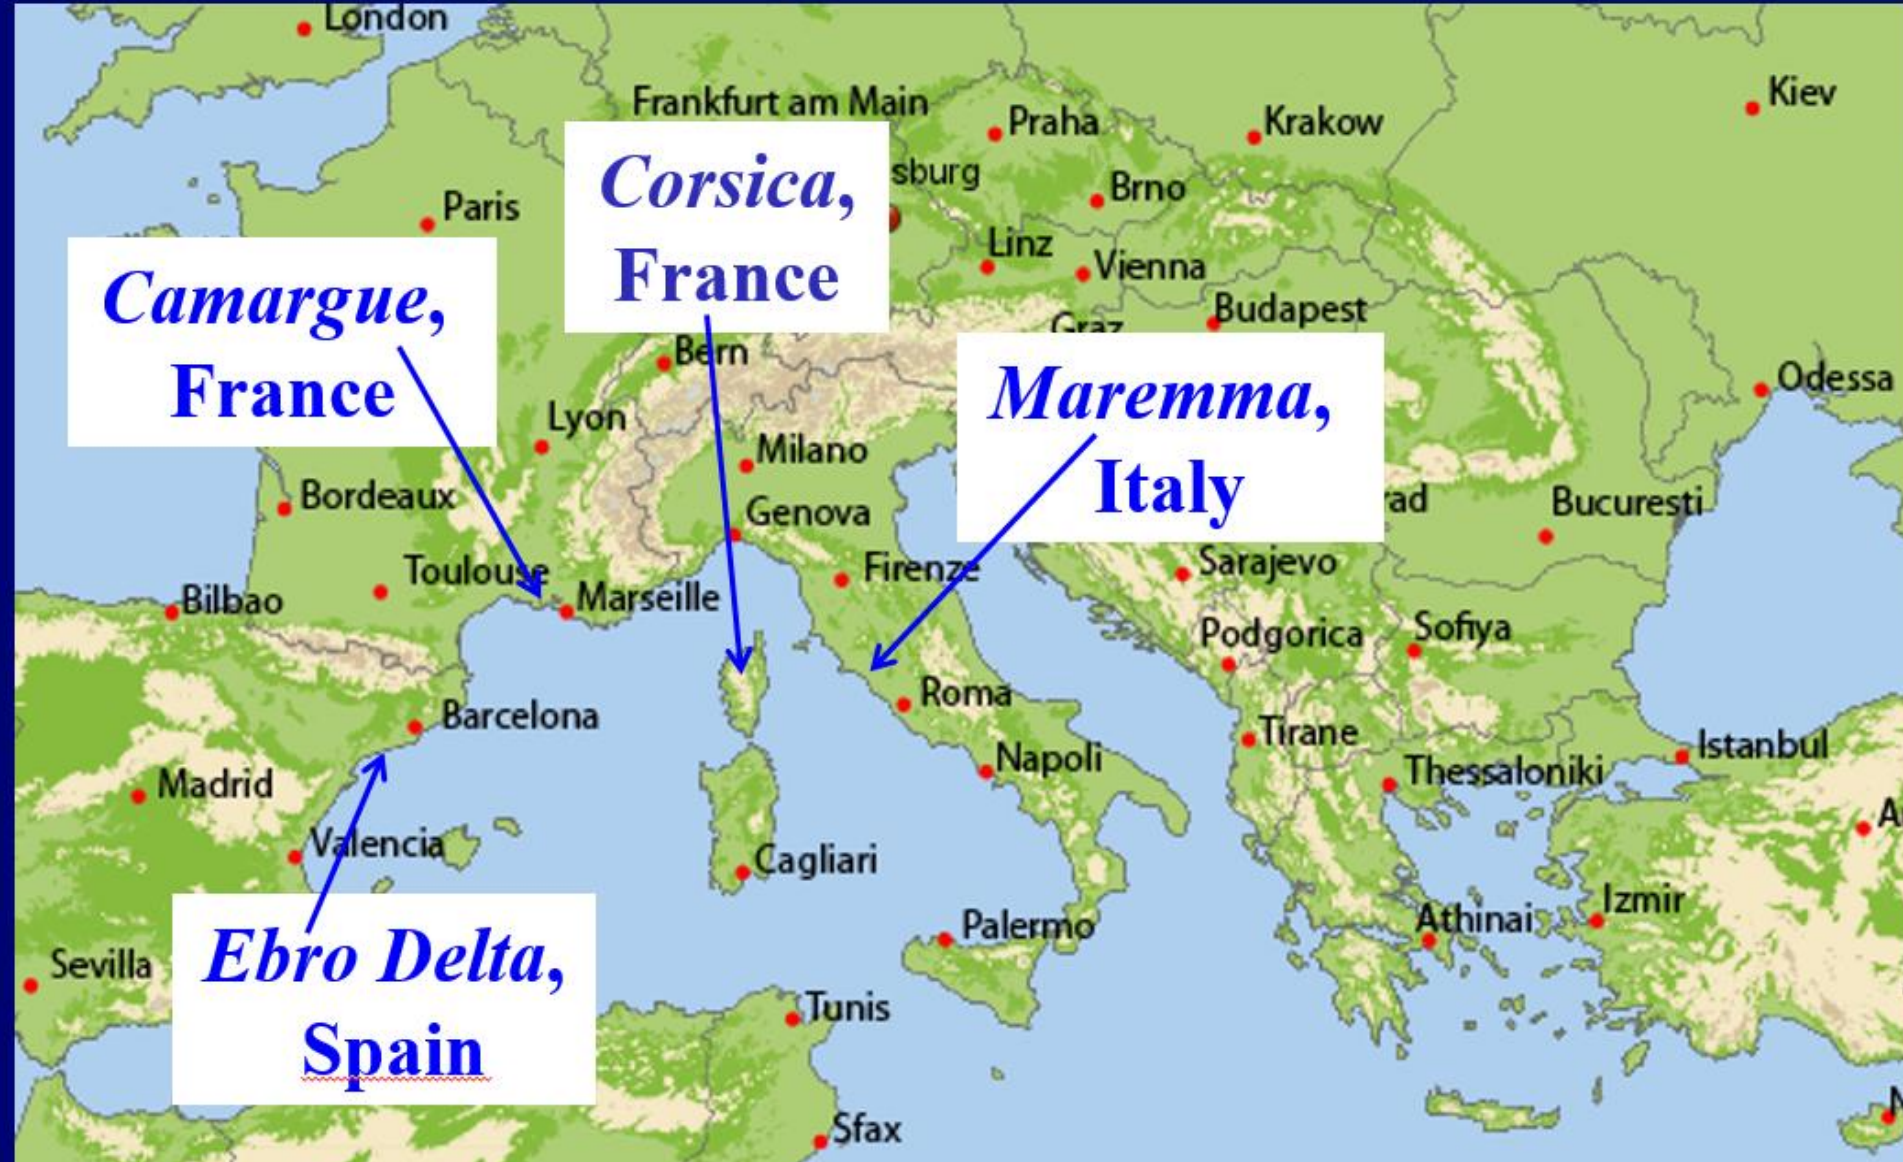 London
Kiev
Frankfurt am Main
Praha
Krakow
Corsica,
France
sburg
Brno
Paris
Linz
Vienna
Camargue,
France
Budapest
Graz
Bern
Maremma,
Italy
Odessa
Lyon
Milano
Bordeaux
Genova
rad
Bucuresti
Toulouse
Firenze
Sarajevo
Bilbao
Marseille
Podgorica
Sofiya
Roma
Barcelona
Tirane
Istanbul
Napoli
Thessaloniki
Madrid
A
Valencia
Cagliari
Izmir
Athinai
Palermo
Ebro Delta,
Spain
Sevilla
Tunis
N
Sfax